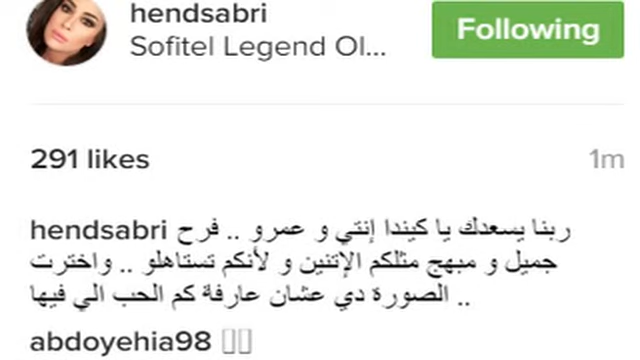 hendsabri
Sofitel Legend Ol...
Following
291 likes
1m
hendsabri ربنا يسعدك يا كيندا إنتي و عمرو .. فرح
جميل و مبهج مثلكم الإتنين و لأنكم تستاهلو .. واخترت
الصورة دي عشان عارفة كم الحب الي فيها ..
abdoyehia98